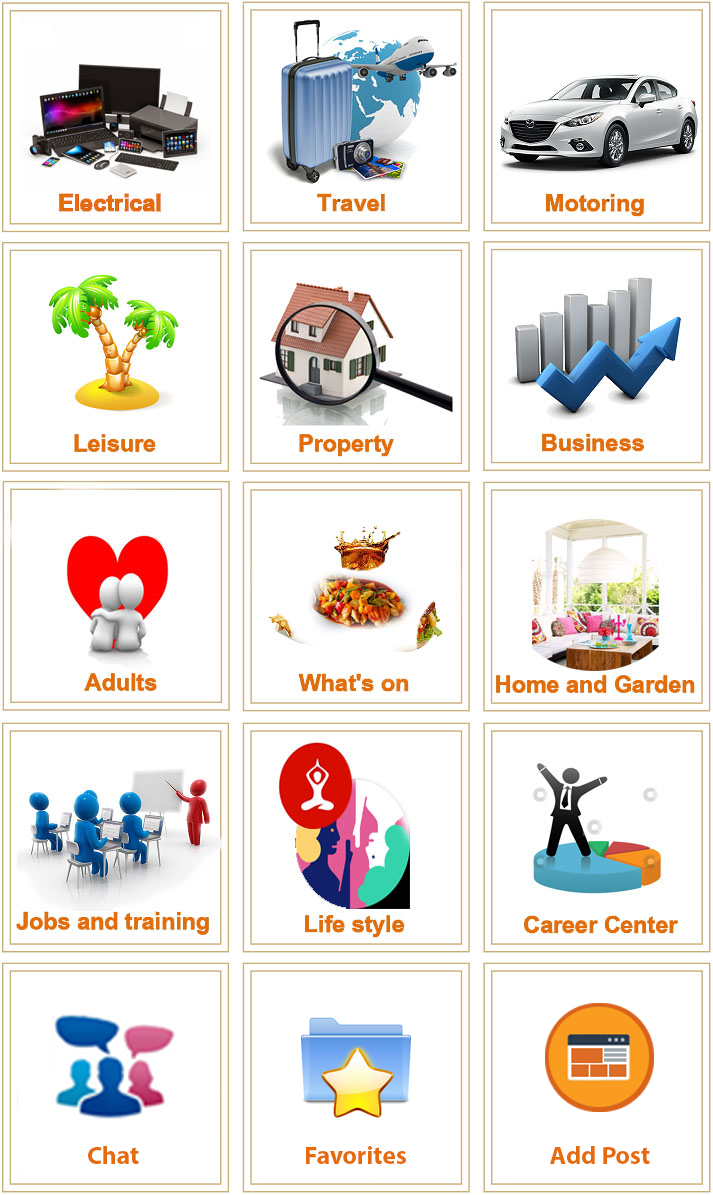 Electrical
Travel
Motoring
Leisure
Property
Business
Adults
What's on
Home and Garden
Jobs and training
Life style
Career Center
Chat
Favorites
Add Post